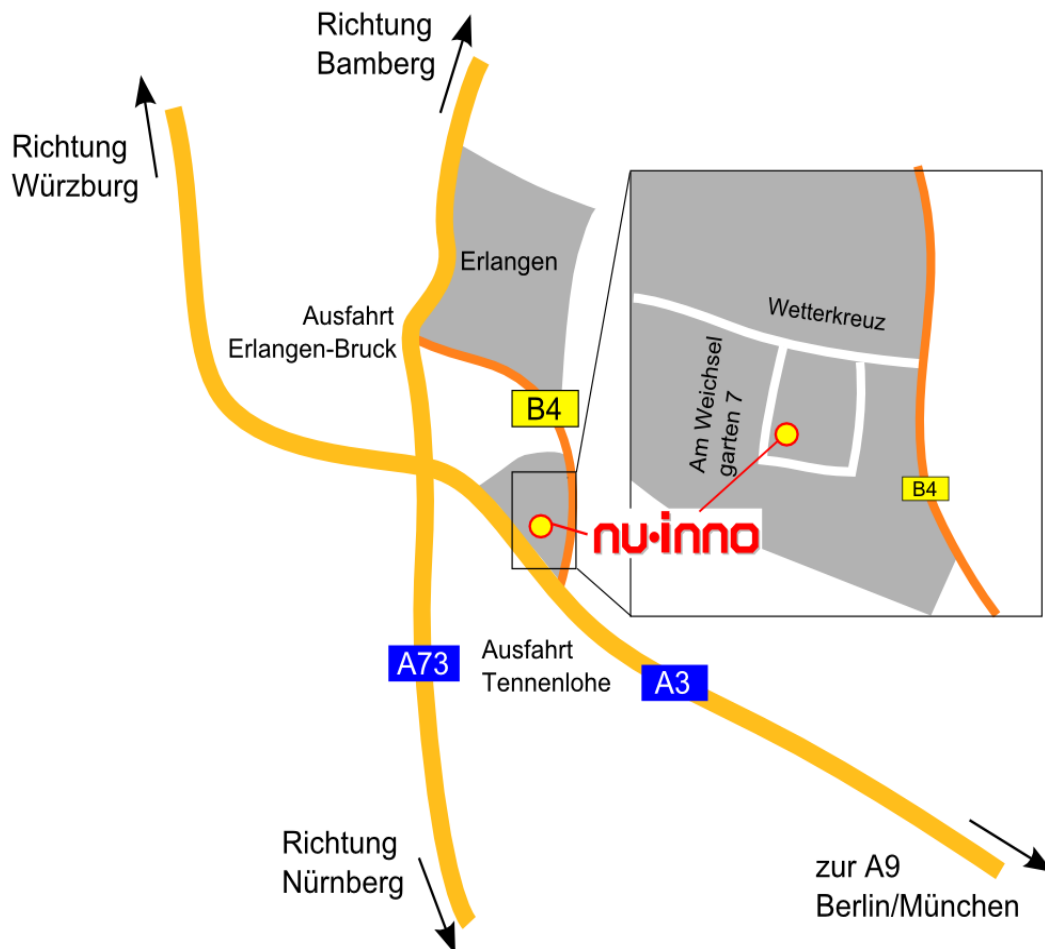 Richtung
Bamberg
Richtung
Würzburg
Erlangen
Ausfahrt
Erlangen-Bruck
B4
Wetterkreuz
Am Weichsel
garten 7
B4
nu·inno
A73
Ausfahrt
Tennenlohe
A3
Richtung
Nürnberg
zur A9
Berlin/München